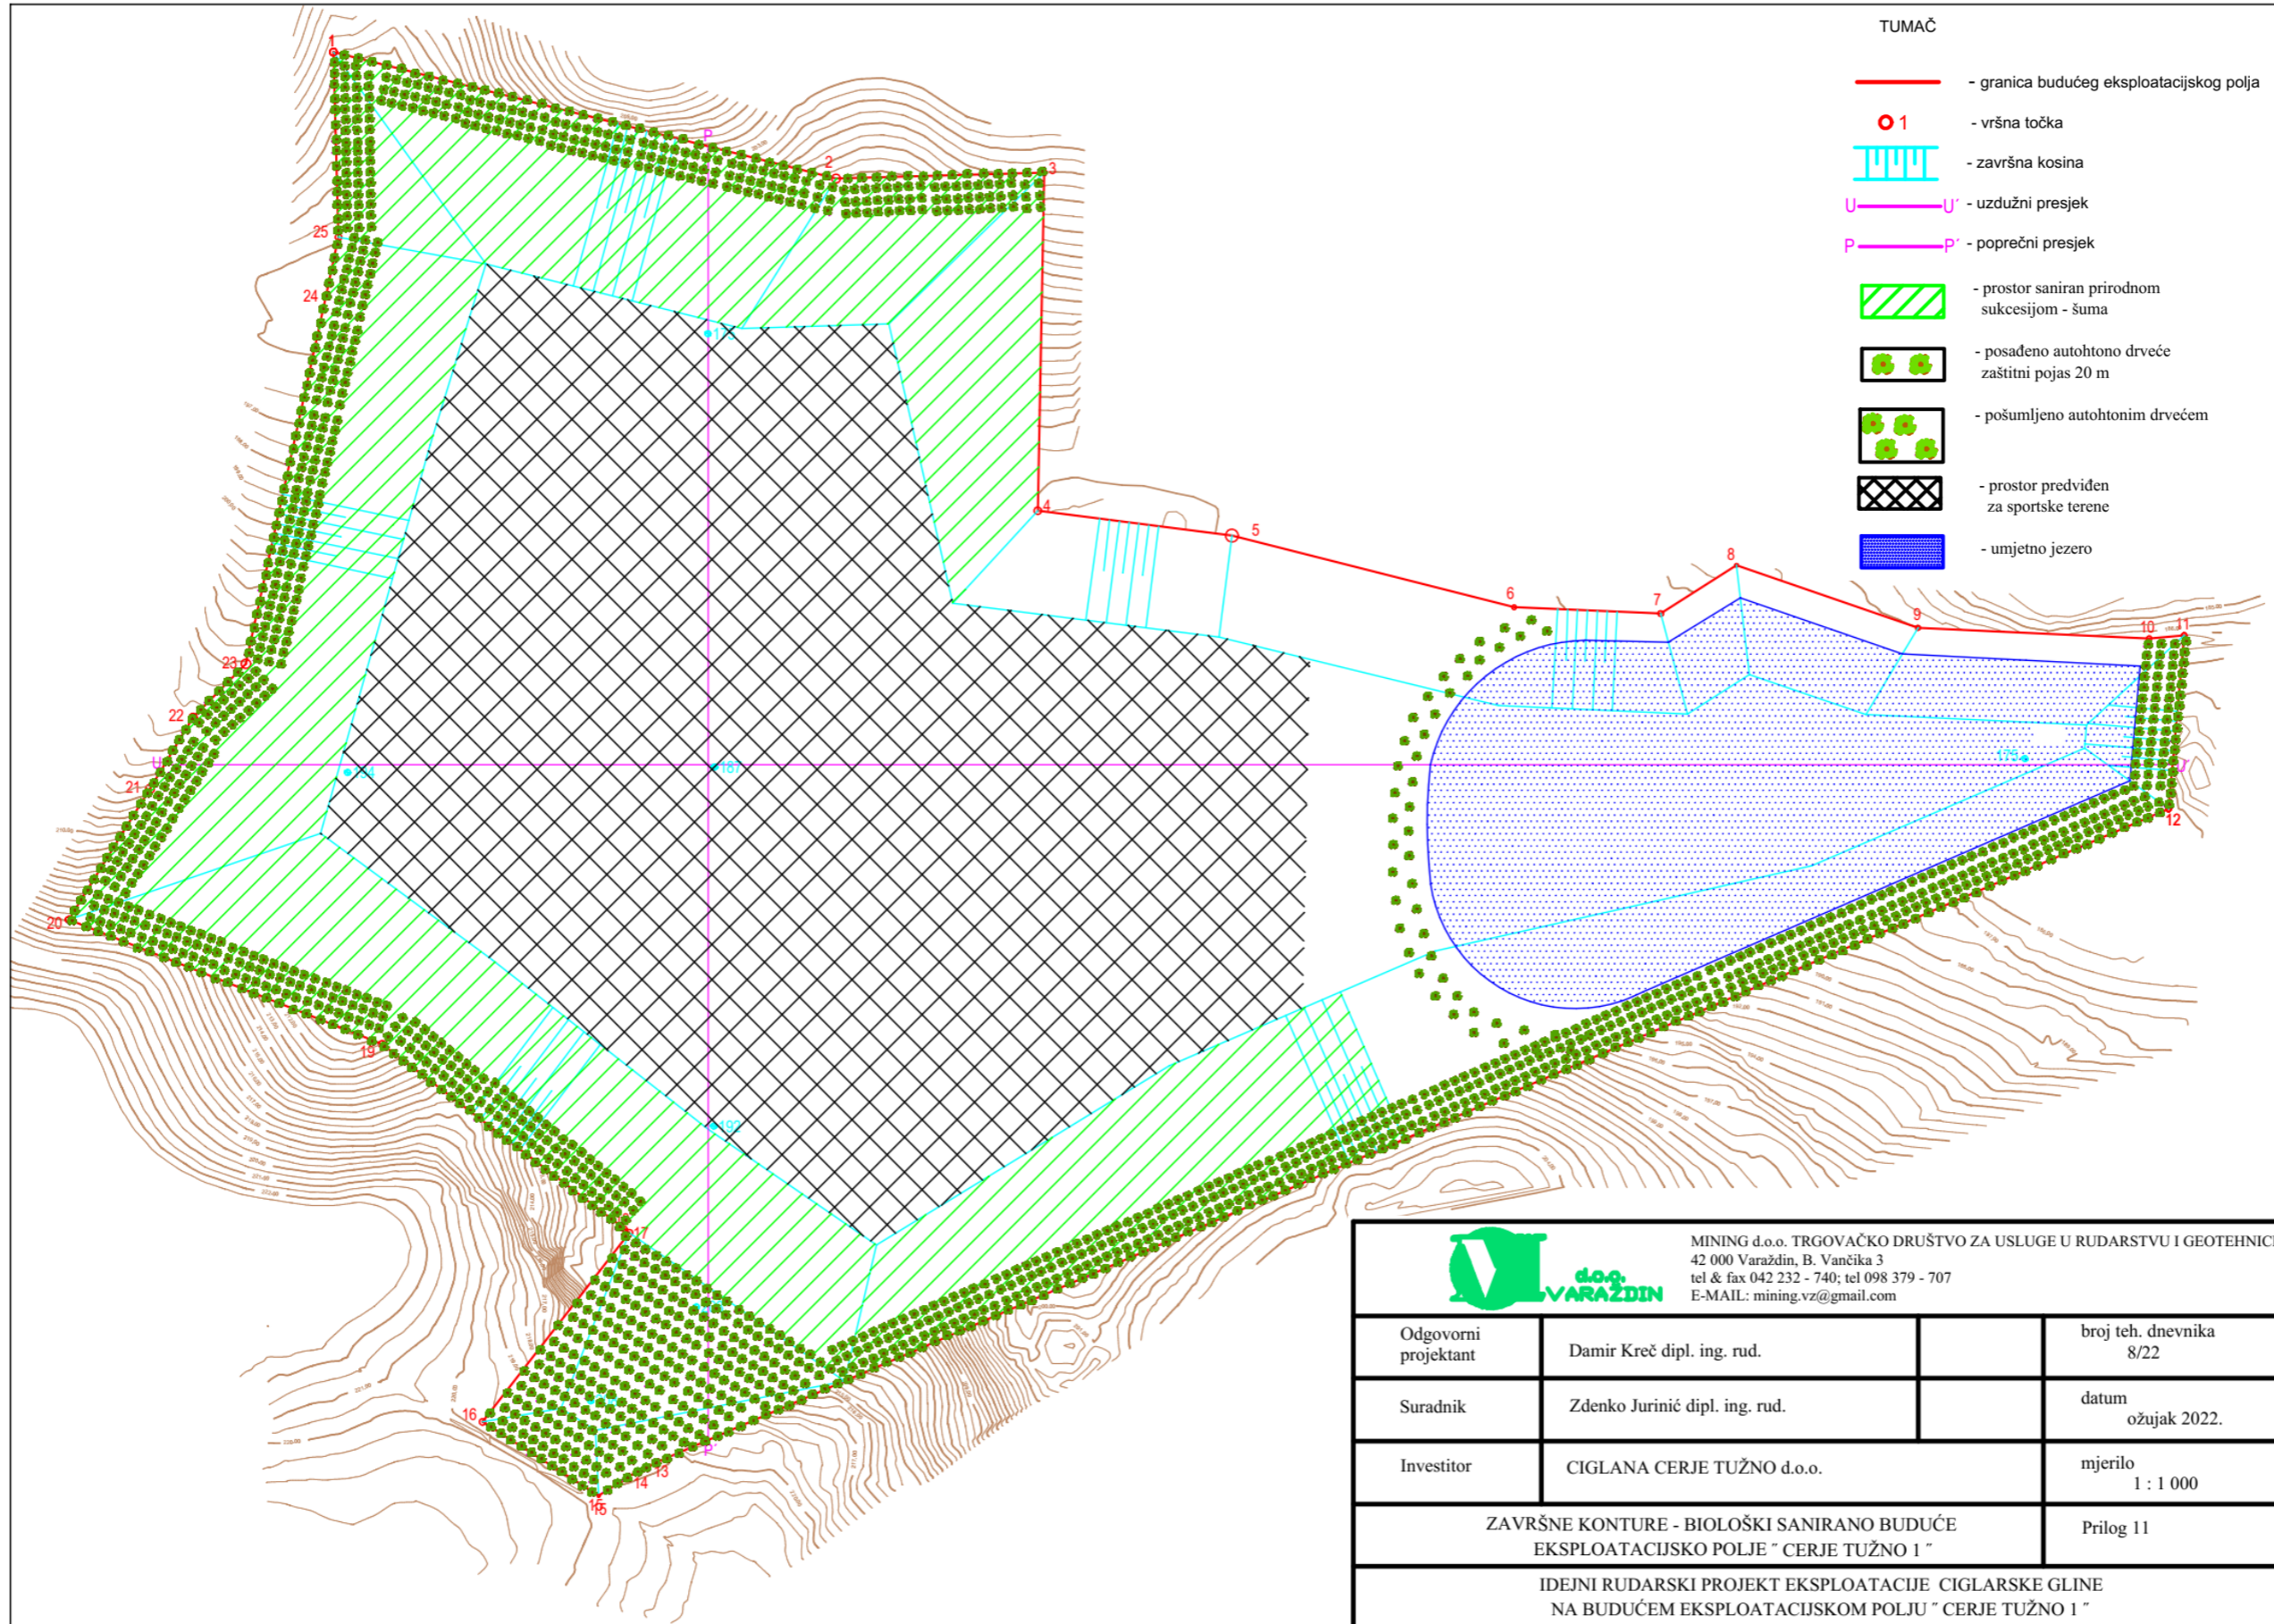 TUMAČ
- granica budućeg eksploatacijskog polja
1 - vršna točka
- završna kosina
U U´ - uzdužni presjek
P P´ - poprečni presjek
- prostor saniran prirodnom
sukcesijom - šuma
- posađeno autohtono drveće
zaštitni pojas 20 m
- pošumljeno autohtonim drvećem
- prostor predviđen
za sportske terene
- umjetno jezero
1
2
3
P
25
24
4
5
6
7
8
9
10
11
23
22
U
21
194
187
175
U´
12
20
19
192
17
16
P´
13
14
15
15
d.o.o.
VARAŽDIN
MINING d.o.o. TRGOVAČKO DRUŠTVO ZA USLUGE U RUDARSTVU I GEOTEHNICI
42 000 Varaždin, B. Vančika 3
tel & fax 042 232 - 740; tel 098 379 - 707
E-MAIL: mining.vz@gmail.com
Odgovorni
projektant
Damir Kreč dipl. ing. rud.
broj teh. dnevnika
8/22
Suradnik
Zdenko Jurinić dipl. ing. rud.
datum
ožujak 2022.
Investitor
CIGLANA CERJE TUŽNO d.o.o.
mjerilo
1 : 1 000
ZAVRŠNE KONTURE - BIOLOŠKI SANIRANO BUDUĆE
EKSPLOATACIJSKO POLJE ˝ CERJE TUŽNO 1 ˝
Prilog 11
IDEJNI RUDARSKI PROJEKT EKSPLOATACIJE CIGLARSKE GLINE
NA BUDUĆEM EKSPLOATACIJSKOM POLJU ˝ CERJE TUŽNO 1 ˝